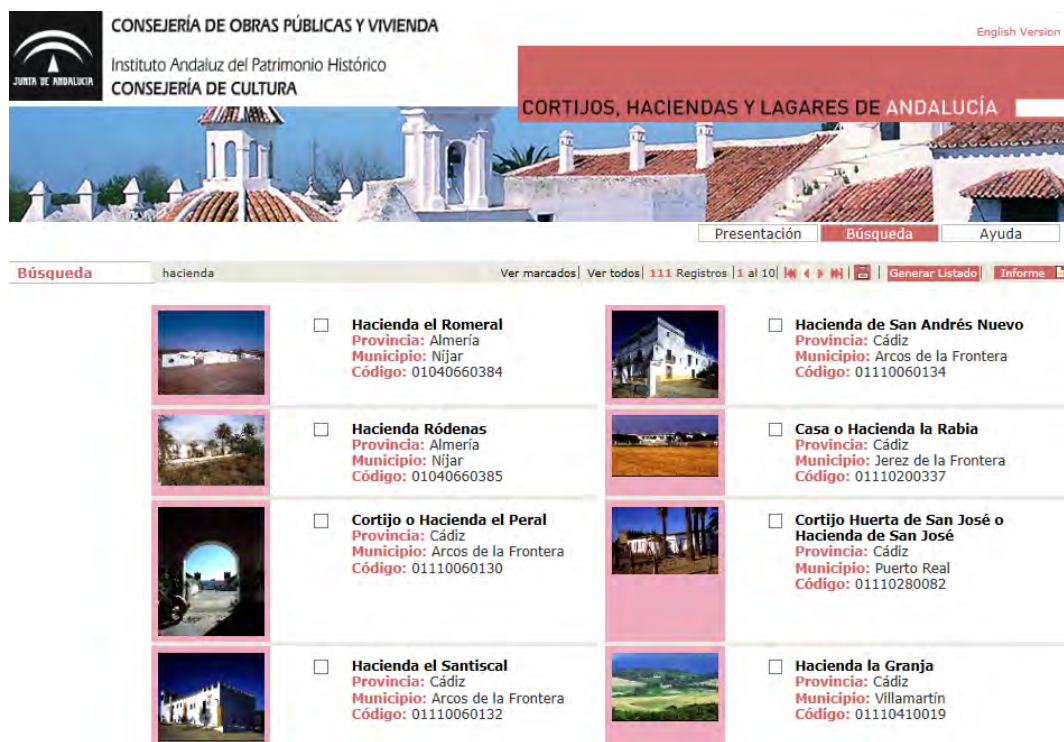 CONSEJERÍA DE OBRAS PÚBLICAS Y VIVIENDA
JUNTA DE ANDALUCIA
Instituto Andaluz del Patrimonio Histórico
CONSEJERÍA DE CULTURA
English Version
CORTIJOS, HACIENDAS Y LAGARES DE ANDALUCÍA
Presentación Búsqueda Ayuda
Búsqueda hacienda Ver marcados| Ver todos| 111 Registros |1 al 10| | | Generar Listado| Informe
Hacienda el Romeral
Provincia: Almería
Municipio: Níjar
Código: 01040660384
Hacienda de San Andrés Nuevo
Provincia: Cádiz
Municipio: Arcos de la Frontera
Código: 01110060134
Hacienda Ródenas
Provincia: Almería
Municipio: Níjar
Código: 01040660385
Casa o Hacienda la Rabia
Provincia: Cádiz
Municipio: Jerez de la Frontera
Código: 01110200337
Cortijo o Hacienda el Peral
Provincia: Cádiz
Municipio: Arcos de la Frontera
Código: 01110060130
Cortijo Huerta de San José o
Hacienda de San José
Provincia: Cádiz
Municipio: Puerto Real
Código: 01110280082
Hacienda el Santiscal
Provincia: Cádiz
Municipio: Arcos de la Frontera
Código: 01110060132
Hacienda la Granja
Provincia: Cádiz
Municipio: Villamartín
Código: 01110410019